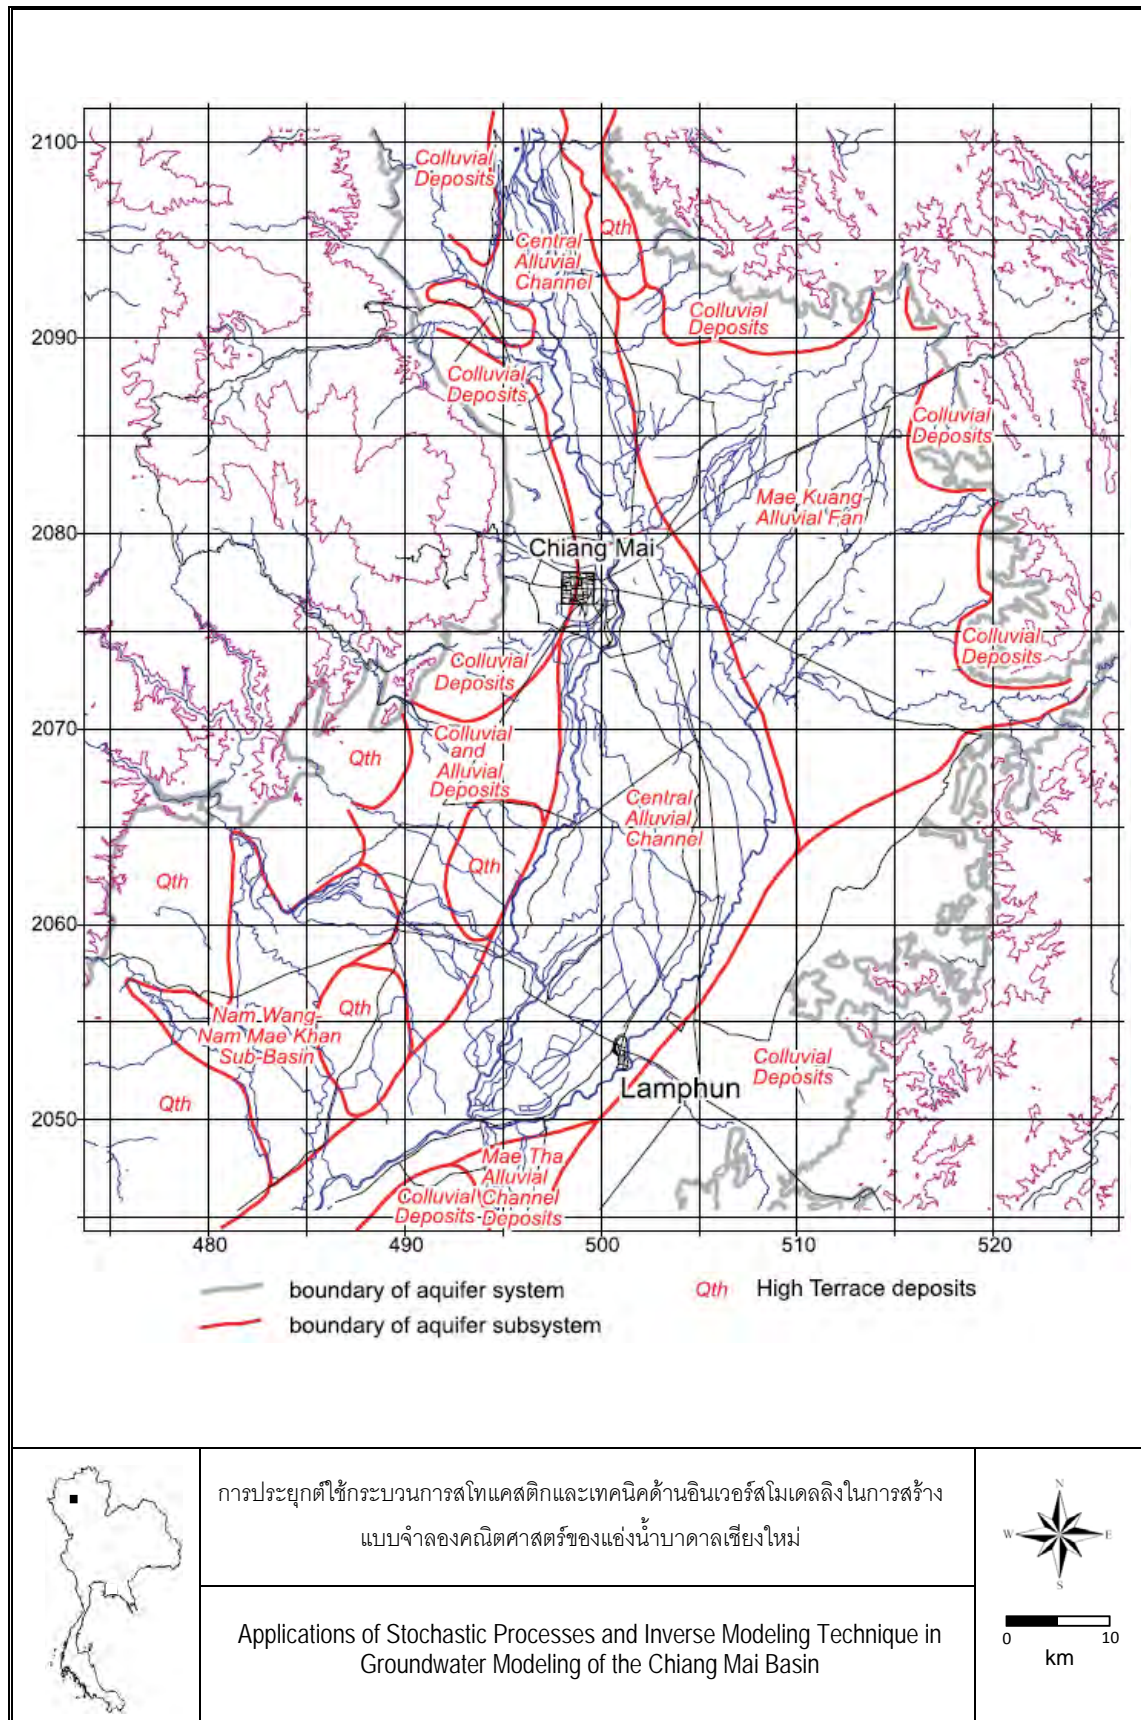 2100
2090
2080
2070
2060
2050
Colluvial
Deposits
Qth
Central
Alluvial
Channel
Colluvial
Deposits
Colluvial
Deposits
Colluvial
Deposits
Mae Kuang
Alluvial Fan
Chiang Mai
Colluvial
Deposits
Colluvial
Deposits
Colluvial
and
Alluvial
Deposits
Qth
Central
Alluvial
Channel
Qth
Qth
Qth
Nam Wang-
Nam Mae Khan
Sub-Basin
Colluvial
Deposits
Lamphun
Qth
Mae Tha
Alluvial
Channel
Deposits
Colluvial
Deposits
480
490
500
510
520
boundary of aquifer system
Qth High Terrace deposits
boundary of aquifer subsystem
การประยุกต์ใช้กระบวนการสโทแคสติกและเทคนิคด้านอินเวอร์สโมเดลลิงในการสร้าง
แบบจำลองคณิตศาสตร์ของแอ่งน้ำบาดาลเชียงใหม่
Applications of Stochastic Processes and Inverse Modeling Technique in
Groundwater Modeling of the Chiang Mai Basin
N
W E
S
0 10
km